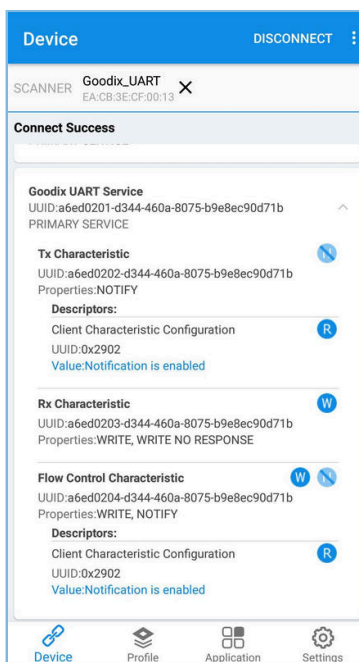 Device
DISCONNECT
SCANNER
Goodix_UART
EA:CB:3E:CF:00:13
Connect Success
PRIMARY SERVICE
Goodix UART Service
UUID:a6ed0201-d344-460a-8075-b9e8ec90d71b
PRIMARY SERVICE
Tx Characteristic
UUID:a6ed0202-d344-460a-8075-b9e8ec90d71b
Properties:NOTIFY
Descriptors:
Client Characteristic Configuration
R
UUID:0x2902
Value:Notification is enabled
Rx Characteristic
W
UUID:a6ed0203-d344-460a-8075-b9e8ec90d71b
Properties:WRITE, WRITE NO RESPONSE
Flow Control Characteristic
W
UUID:a6ed0204-d344-460a-8075-b9e8ec90d71b
Properties:WRITE, NOTIFY
Descriptors:
Client Characteristic Configuration
R
UUID:0x2902
Value:Notification is enabled
Device
Profile
Application
Settings